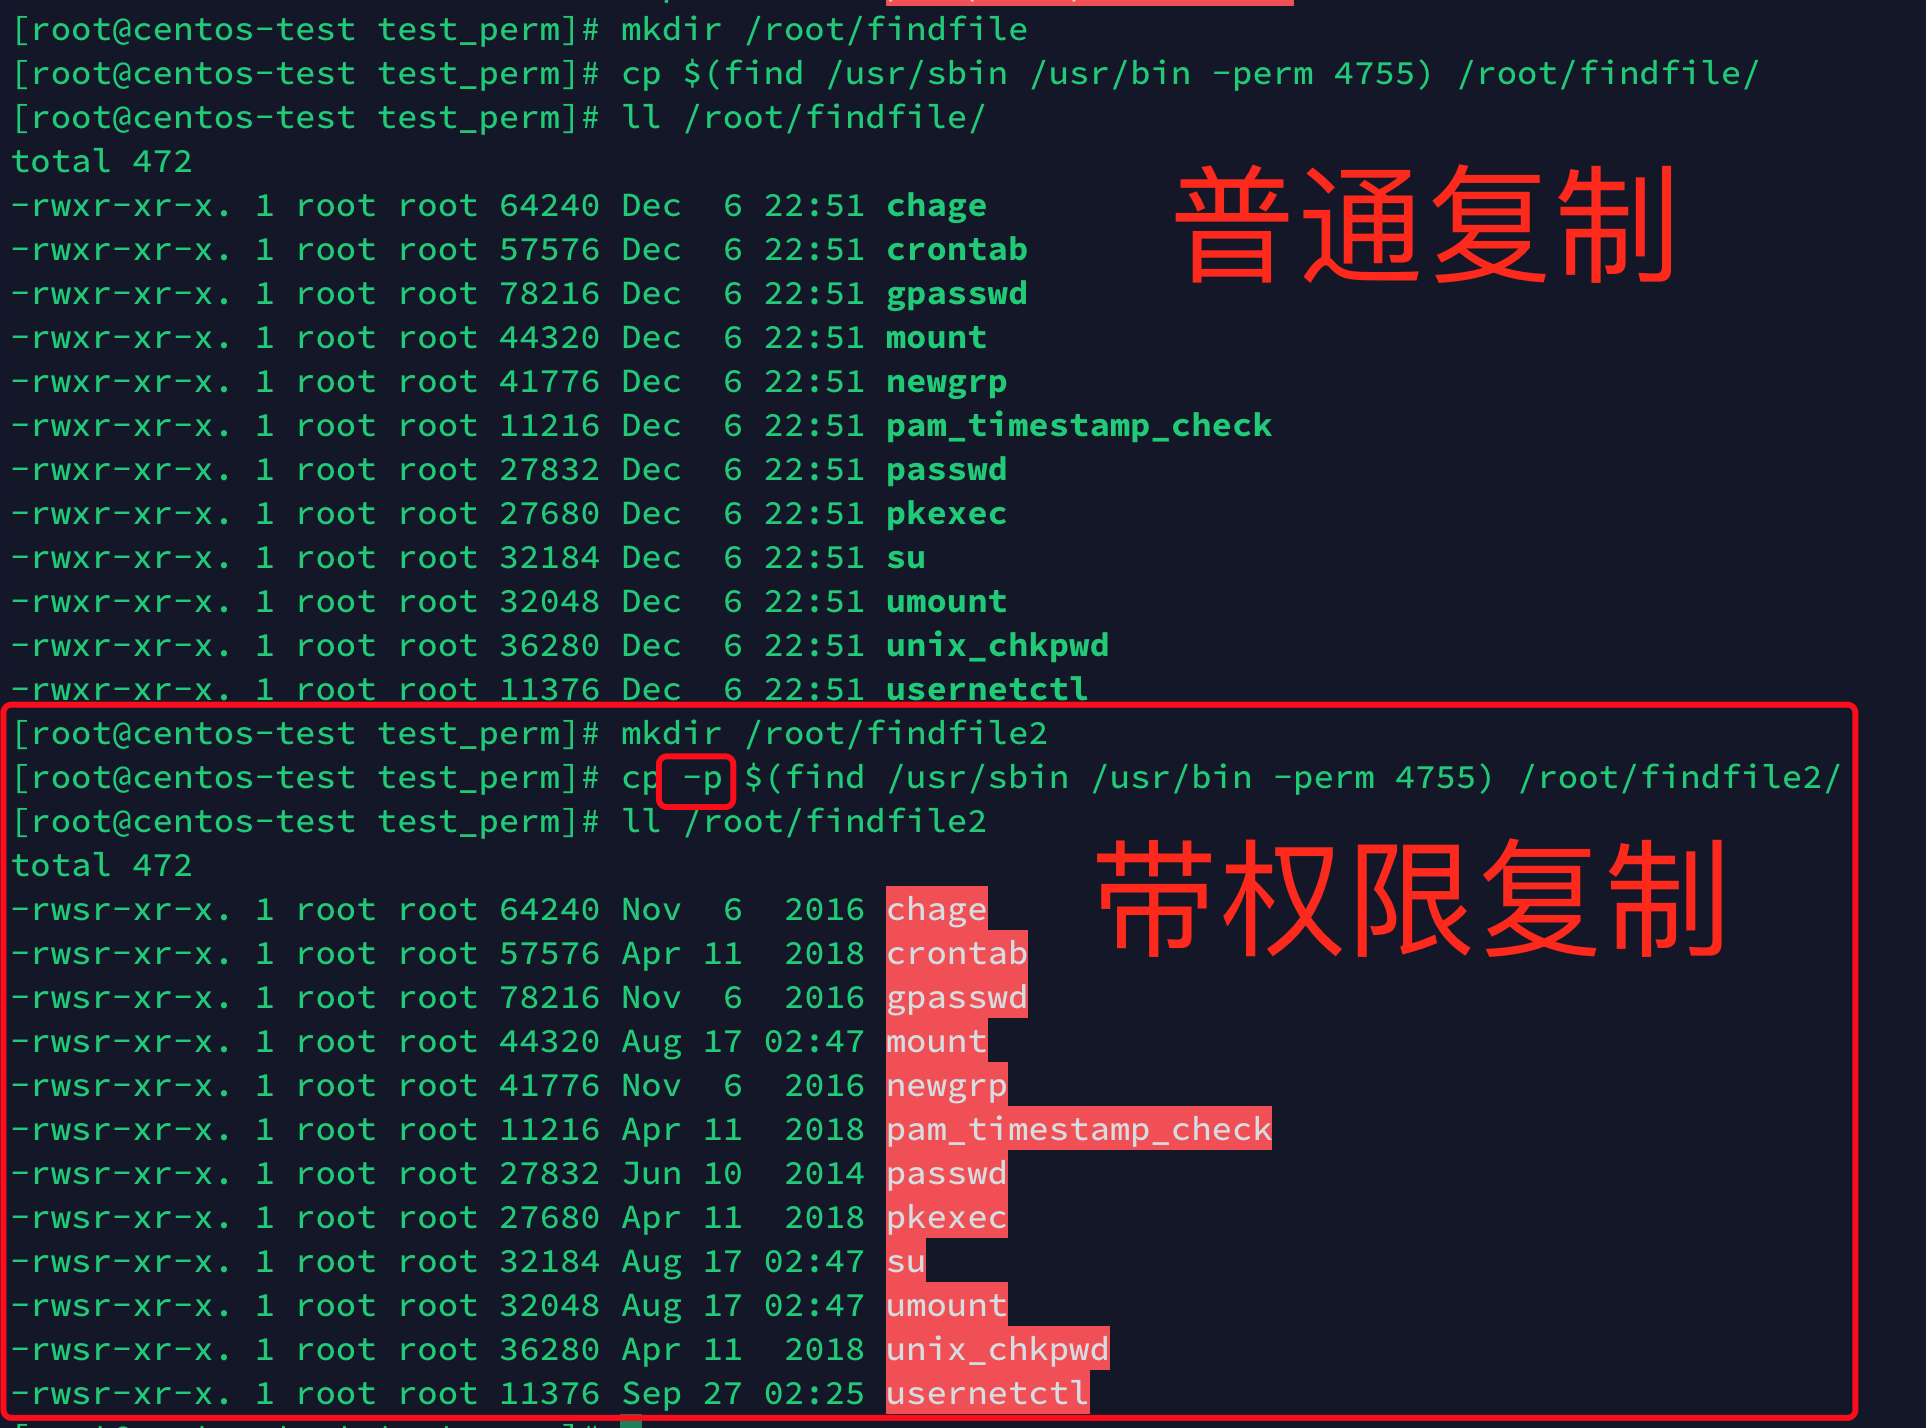 [root@centos-test test_perm]# mkdir /root/findfile
[root@centos-test test_perm]# cp $(find /usr/sbin /usr/bin -perm 4755) /root/findfile/
[root@centos-test test_perm]# ll /root/findfile/
total 472
-rwxr-xr-x. 1 root root 64240 Dec  6 22:51 chage
普通复制
-rwxr-xr-x. 1 root root 57576 Dec  6 22:51 crontab
-rwxr-xr-x. 1 root root 78216 Dec  6 22:51 gpasswd
-rwxr-xr-x. 1 root root 44320 Dec  6 22:51 mount
-rwxr-xr-x. 1 root root 41776 Dec  6 22:51 newgrp
-rwxr-xr-x. 1 root root 11216 Dec  6 22:51 pam_timestamp_check
-rwxr-xr-x. 1 root root 27832 Dec  6 22:51 passwd
-rwxr-xr-x. 1 root root 27680 Dec  6 22:51 pkexec
-rwxr-xr-x. 1 root root 32184 Dec  6 22:51 su
-rwxr-xr-x. 1 root root 32048 Dec  6 22:51 umount
-rwxr-xr-x. 1 root root 36280 Dec  6 22:51 unix_chkpwd
-rwxr-xr-x. 1 root root 11376 Dec  6 22:51 usernetctl
[root@centos-test test_perm]# mkdir /root/findfile2
[root@centos-test test_perm]# cp -p $(find /usr/sbin /usr/bin -perm 4755) /root/findfile2/
[root@centos-test test_perm]# ll /root/findfile2
total 472
带权限复制
-rwsr-xr-x. 1 root root 64240 Nov  6  2016 chage
-rwsr-xr-x. 1 root root 57576 Apr 11  2018 crontab
-rwsr-xr-x. 1 root root 78216 Nov  6  2016 gpasswd
-rwsr-xr-x. 1 root root 44320 Aug 17 02:47 mount
-rwsr-xr-x. 1 root root 41776 Nov  6  2016 newgrp
-rwsr-xr-x. 1 root root 11216 Apr 11  2018 pam_timestamp_check
-rwsr-xr-x. 1 root root 27832 Jun 10  2014 passwd
-rwsr-xr-x. 1 root root 27680 Apr 11  2018 pkexec
-rwsr-xr-x. 1 root root 32184 Aug 17 02:47 su
-rwsr-xr-x. 1 root root 32048 Aug 17 02:47 umount
-rwsr-xr-x. 1 root root 36280 Apr 11  2018 unix_chkpwd
-rwsr-xr-x. 1 root root 11376 Sep 27 02:25 usernetctl